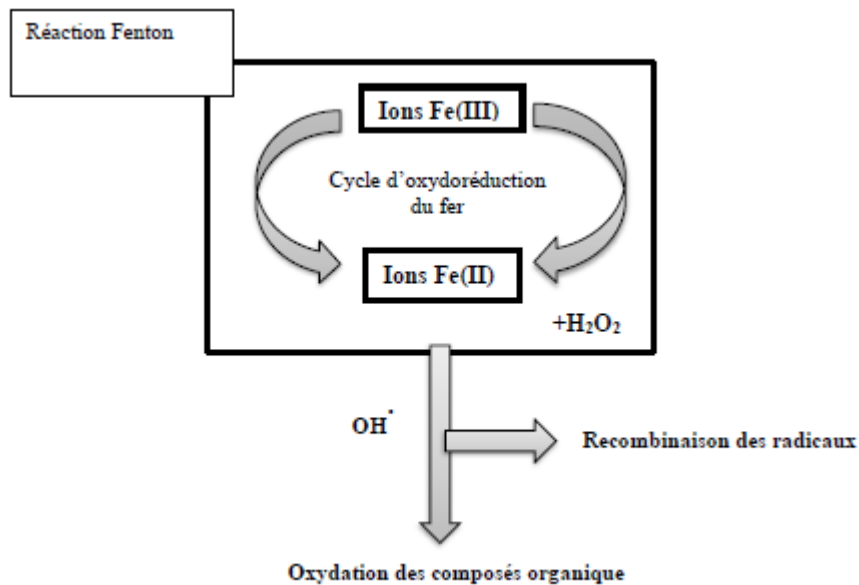 Réaction Fenton
Ions Fe(III)
Cycle d'oxydoréduction
du fer
Ions Fe(II)
+H₂O₂
OH˙
Recombinaison des radicaux
Oxydation des composés organique